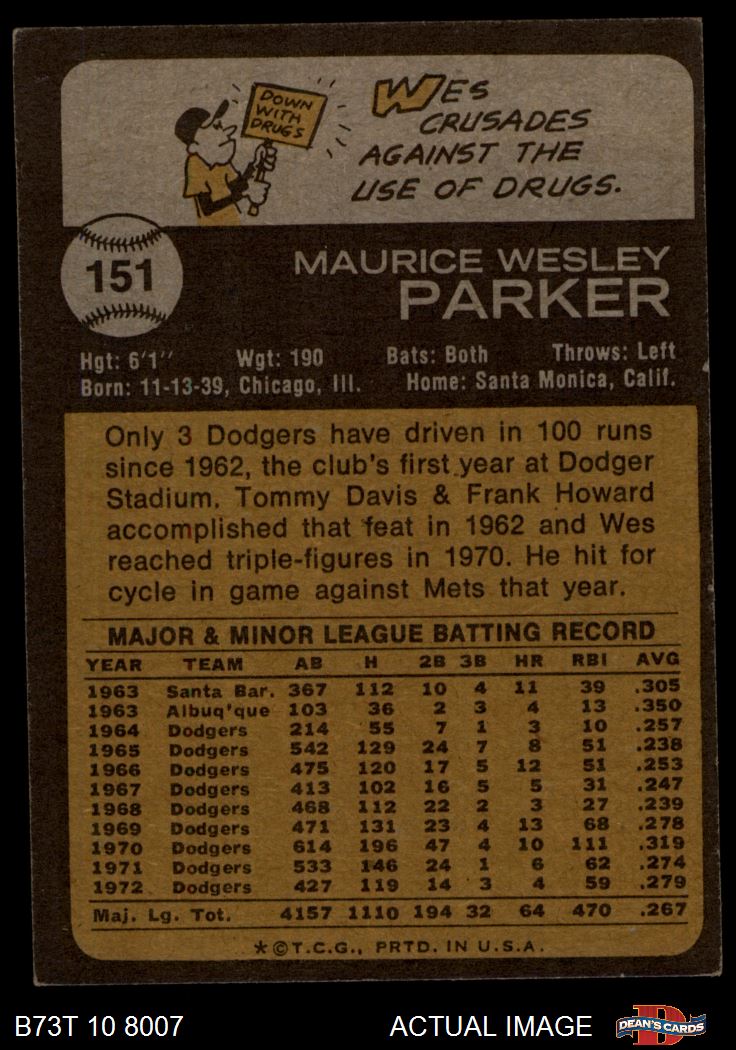 DOWN
WITH
DRUGS
WES
CRUSADES
AGAINST THE
USE OF DRUGS.
151
MAURICE WESLEY
PARKER
Hgt: 6'1" Wgt: 190 Bats: Both Throws: Left
Born: 11-13-39, Chicago, Ill. Home: Santa Monica, Calif.
Only 3 Dodgers have driven in 100 runs
since 1962, the club's first year at Dodger
Stadium. Tommy Davis & Frank Howard
accomplished that feat in 1962 and Wes
reached triple-figures in 1970. He hit for
cycle in game against Mets that year.
MAJOR & MINOR LEAGUE BATTING RECORD
YEAR TEAM AB H 2B 3B HR RBI AVG
1963 Santa Bar. 367 112 10 4 11 39 .305
1963 Albuq'que 103 36 2 3 4 13 .350
1964 Dodgers 214 55 7 1 3 10 .257
1965 Dodgers 542 129 24 7 8 51 .238
1966 Dodgers 475 120 17 5 12 51 .253
1967 Dodgers 413 102 16 5 5 31 .247
1968 Dodgers 468 112 22 2 3 27 .239
1969 Dodgers 471 131 23 4 13 68 .278
1970 Dodgers 614 196 47 4 10 111 .319
1971 Dodgers 533 146 24 1 6 62 .274
1972 Dodgers 427 119 14 3 4 59 .279
Maj. Lg. Tot. 4157 1110 194 32 64 470 .267
*©T.C.G., PRTD. IN U.S.A.
B73T 10 8007 ACTUAL IMAGE DEAN'S CARDS